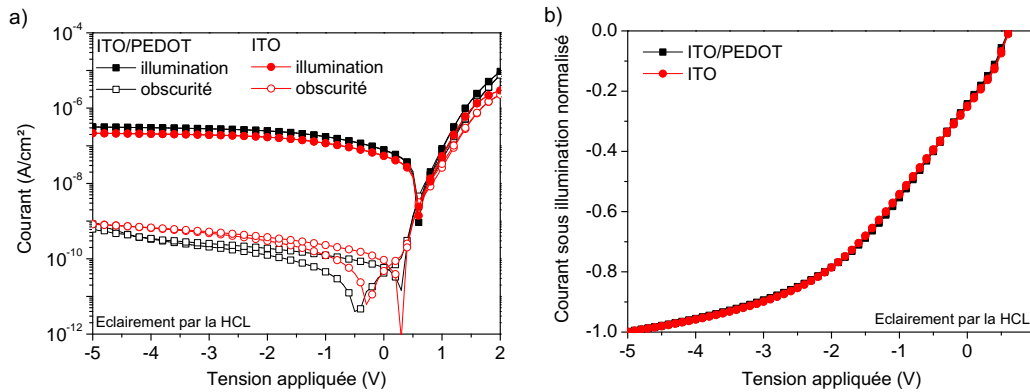 a)
ITO/PEDOT ITO
illumination illumination
obscurité obscurité
10^-4
10^-6
10^-8
10^-10
10^-12
Courant (A/cm²)
Eclairement par la HCL
-5 -4 -3 -2 -1 0 1 2
Tension appliquée (V)
b)
ITO/PEDOT
ITO
0.0
-0.2
-0.4
-0.6
-0.8
-1.0
Courant sous illumination normalisé
Eclairement par la HCL
-5 -4 -3 -2 -1 0
Tension appliquée (V)